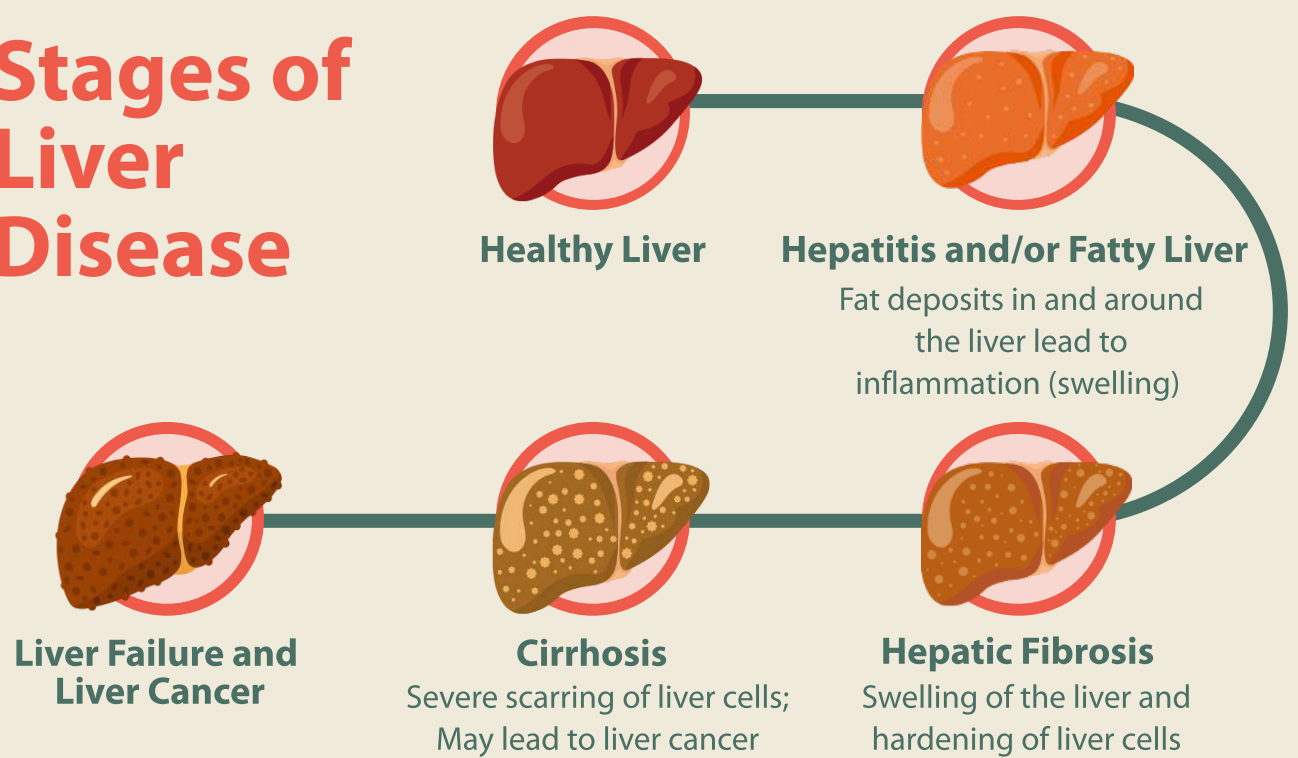 Stages of
Liver
Disease
Healthy Liver
Hepatitis and/or Fatty Liver
Fat deposits in and around
the liver lead to
inflammation (swelling)
Hepatic Fibrosis
Swelling of the liver and
hardening of liver cells
Cirrhosis
Severe scarring of liver cells;
May lead to liver cancer
Liver Failure and
Liver Cancer